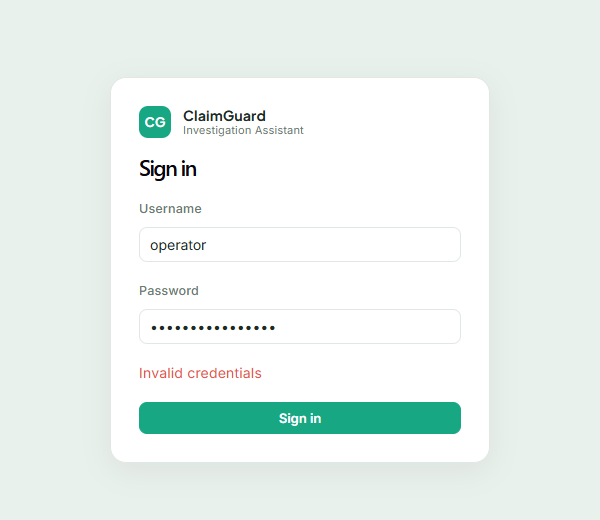 CG
ClaimGuard
Investigation Assistant
Sign in
Username
operator
Password
••••••••••••••••
Invalid credentials
Sign in